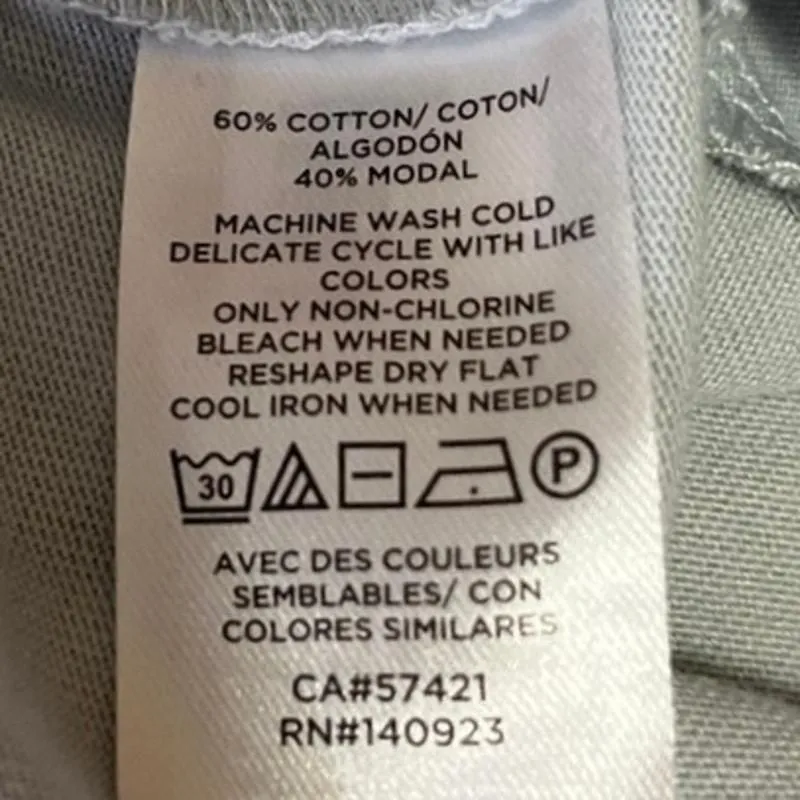 60% COTTON/ COTON/
ALGODÓN
40% MODAL
MACHINE WASH COLD
DELICATE CYCLE WITH LIKE
COLORS
ONLY NON-CHLORINE
BLEACH WHEN NEEDED
RESHAPE DRY FLAT
COOL IRON WHEN NEEDED
30 P
AVEC DES COULEURS
SEMBLABLES/ CON
COLORES SIMILARES
CA#57421
RN#140923